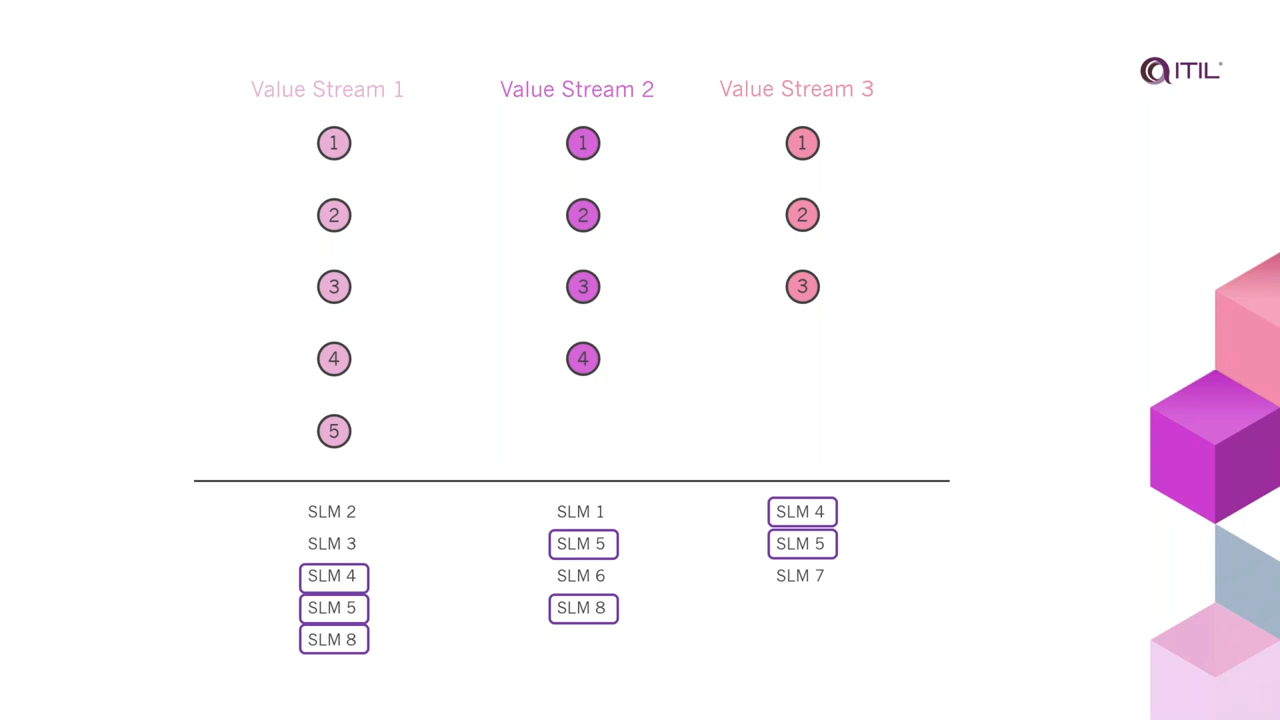 ITIL
Value Stream 1
1
2
3
4
5
SLM 2
SLM 3
SLM 4
SLM 5
SLM 8
Value Stream 2
1
2
3
4
SLM 1
SLM 5
SLM 6
SLM 8
Value Stream 3
1
2
3
SLM 4
SLM 5
SLM 7